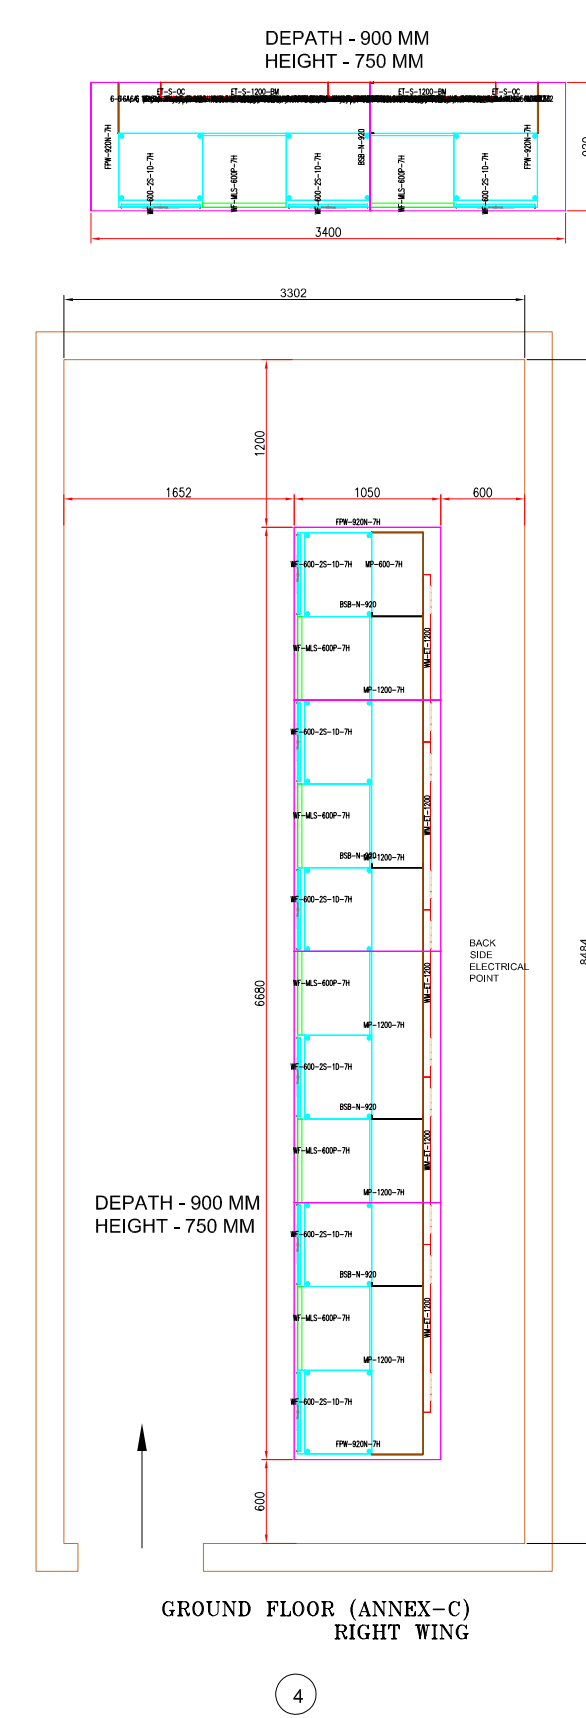 DEPATH - 900 MM
HEIGHT - 750 MM
ET-S-OC
ET-S-1200-BM
ET-S-1200-BM
ET-S-OC
FPW-920N-7H
WF-600-2S-1D-7H
WF-MLS-600P-7H
WF-600-2S-1D-7H
BSB-N-920
WF-MLS-600P-7H
WF-600-2S-1D-7H
FPW-920N-7H
3400
3302
1200
1652
1050
600
FPW-920N-7H
WF-600-2S-1D-7H
MP-600-7H
BSB-N-920
WF-MLS-600P-7H
WM-ET-1200
MP-1200-7H
WF-600-2S-1D-7H
WM-ET-1200
WF-MLS-600P-7H
BSB-N-920
MP-1200-7H
WF-600-2S-1D-7H
BACK
SIDE
ELECTRICAL
POINT
8484
6680
WF-MLS-600P-7H
WM-ET-1200
MP-1200-7H
WF-600-2S-1D-7H
BSB-N-920
WF-MLS-600P-7H
WM-ET-1200
MP-1200-7H
DEPATH - 900 MM
HEIGHT - 750 MM
WF-600-2S-1D-7H
BSB-N-920
WF-MLS-600P-7H
WM-ET-1200
MP-1200-7H
WF-600-2S-1D-7H
FPW-920N-7H
600
GROUND FLOOR (ANNEX-C)
RIGHT WING
4